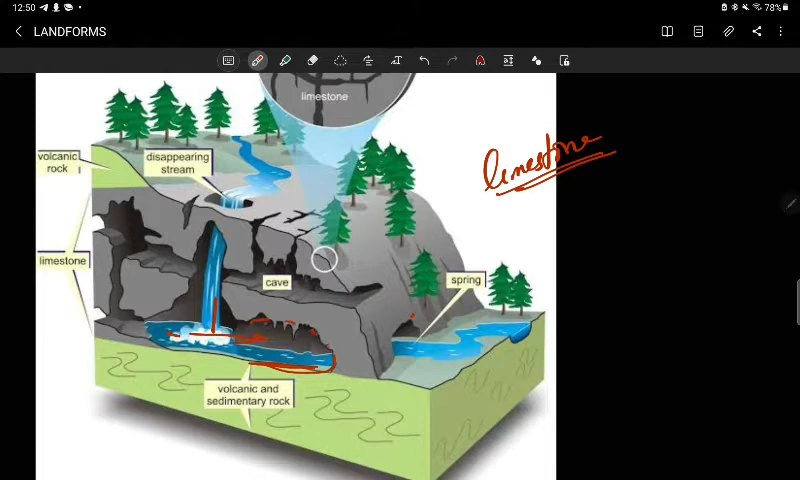 12:50
78%
LANDFORMS
limestone
limestone
volcanic
rock
disappearing
stream
limestone
cave
spring
volcanic and
sedimentary rock